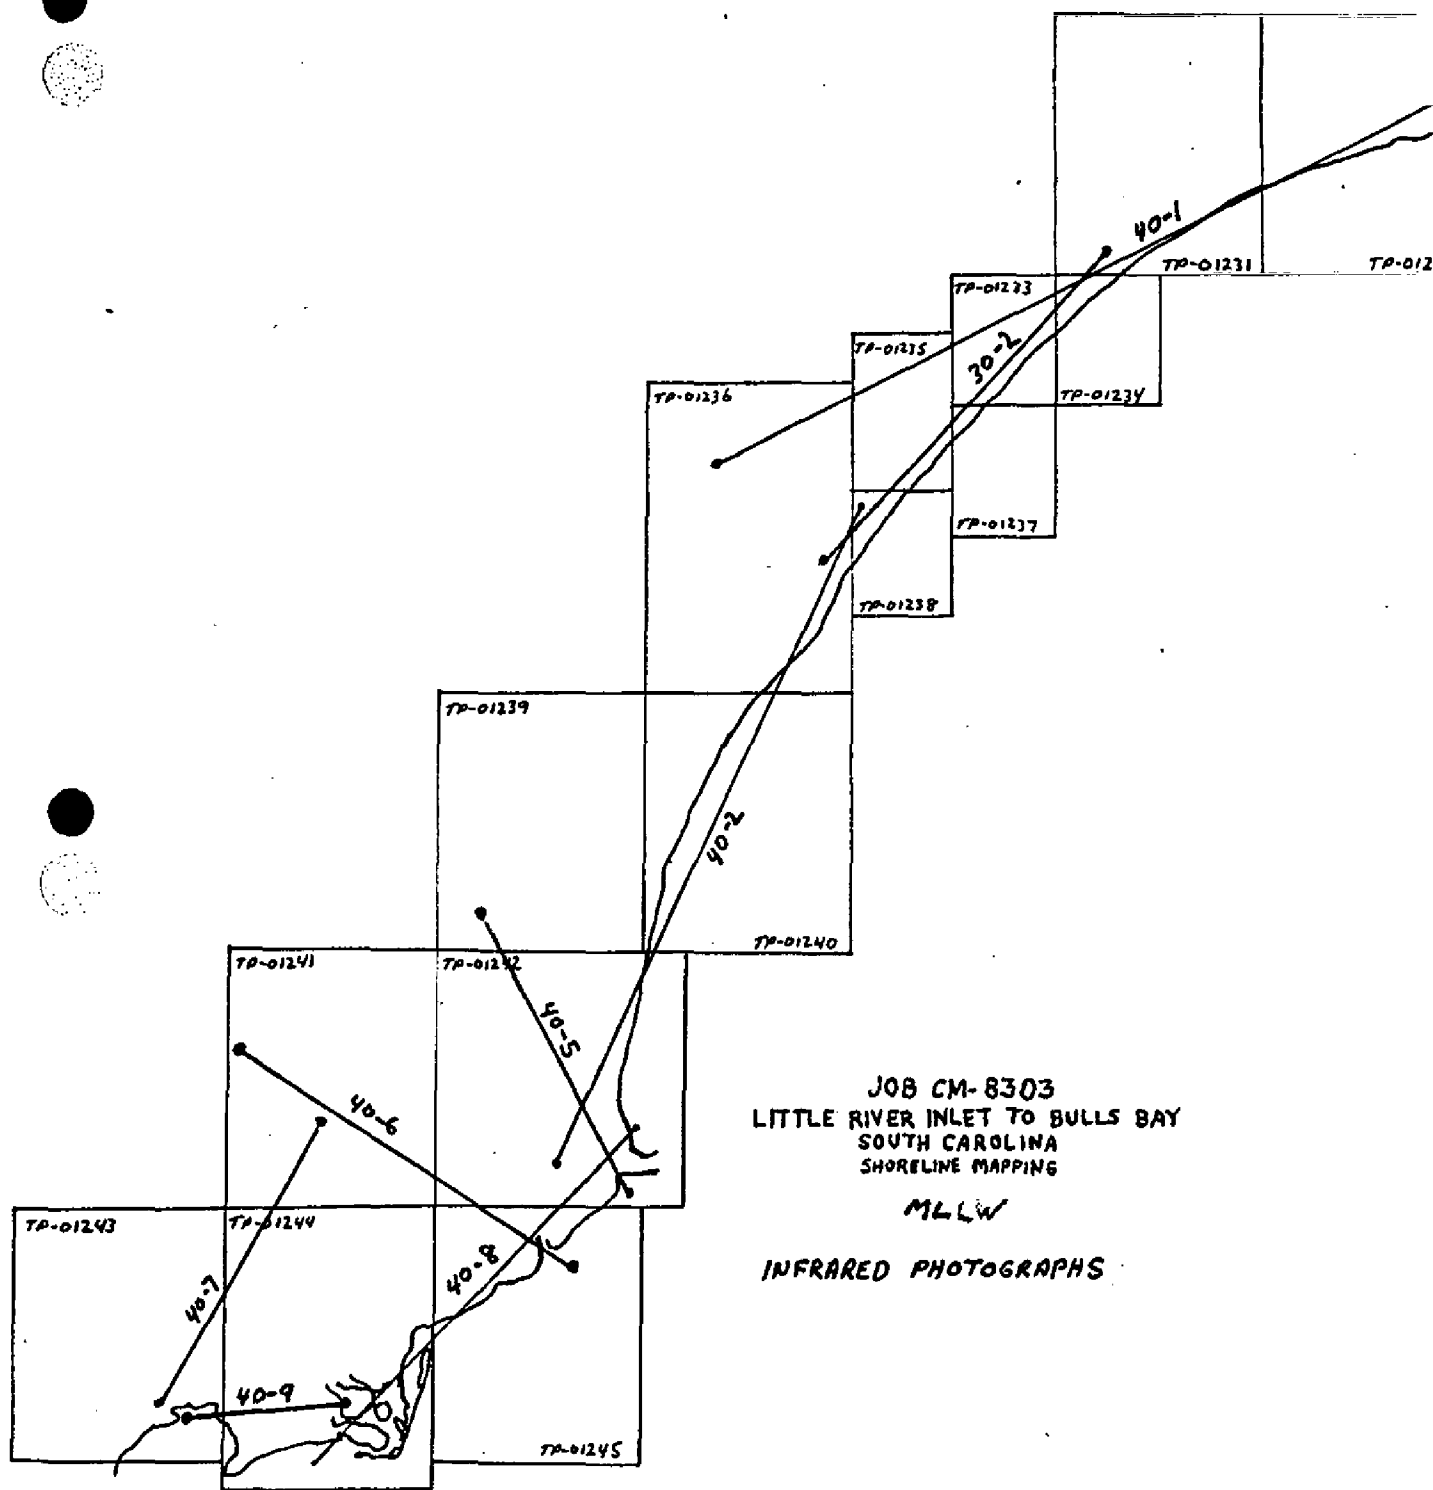 40-1
TP-01231
TP-012
TP-01233
30-2
TP-01235
TP-01234
TP-01236
TP-01237
TP-01238
TP-01239
40-2
TP-01240
TP-01241
TP-01242
40-5
40-6
JOB CM-8303
LITTLE RIVER INLET TO BULLS BAY
SOUTH CAROLINA
SHORELINE MAPPING
MLLW
INFRARED PHOTOGRAPHS
TP-01243
TP-01244
40-8
40-7
40-9
TP-01245